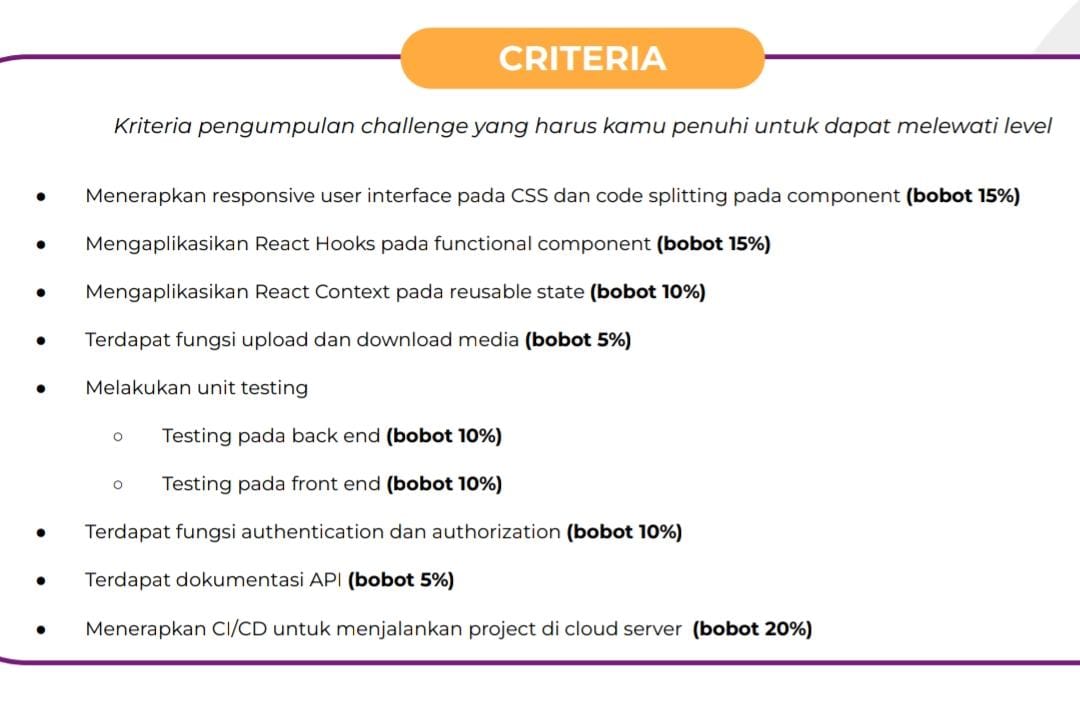 CRITERIA
Kriteria pengumpulan challenge yang harus kamu penuhi untuk dapat melewati level
● Menerapkan responsive user interface pada CSS dan code splitting pada component (bobot 15%)
● Mengaplikasikan React Hooks pada functional component (bobot 15%)
● Mengaplikasikan React Context pada reusable state (bobot 10%)
● Terdapat fungsi upload dan download media (bobot 5%)
● Melakukan unit testing
○ Testing pada back end (bobot 10%)
○ Testing pada front end (bobot 10%)
● Terdapat fungsi authentication dan authorization (bobot 10%)
● Terdapat dokumentasi API (bobot 5%)
● Menerapkan CI/CD untuk menjalankan project di cloud server (bobot 20%)